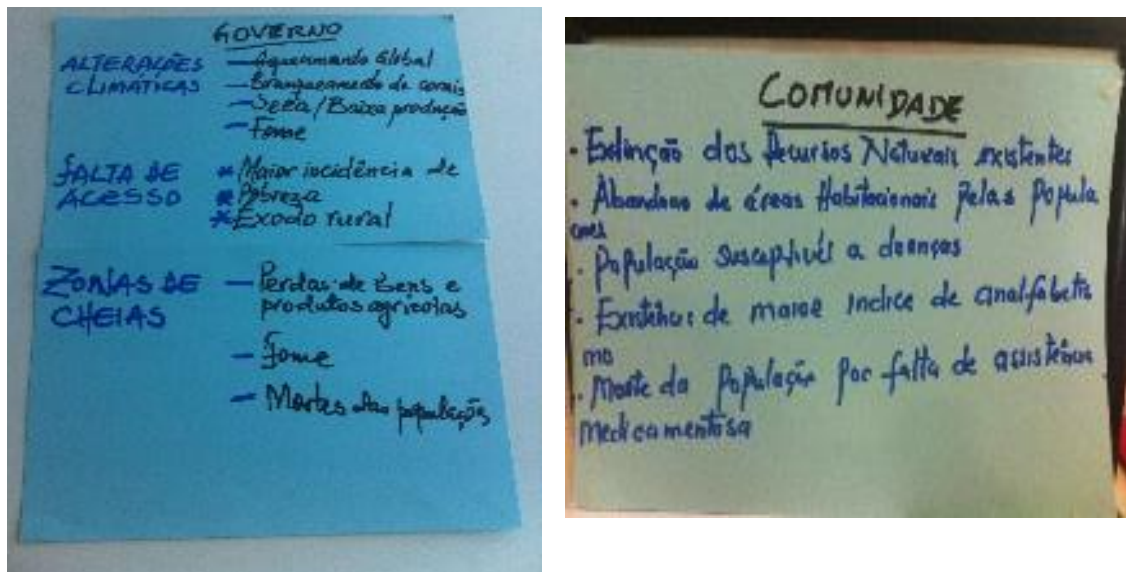 GOVERNO
ALTERAÇÕES — Aquecimento Global
CLIMÁTICAS — Branqueamento de corais
— Seca / Baixa produção
— Fome
FALTA DE * Maior incidência de
ACESSO * Pobreza
* Êxodo rural
ZONAS DE — Perdas de Bens e
CHEIAS produtos agrícolas
— Fome
— Mortes das populações
COMUNIDADE
· Extinção dos Recursos Naturais existentes
· Abandono de áreas Habitacionais pelas Popula
ções
· População susceptivél a doenças
· Existência de maior indice de analfabetis
mo
· Morte da População por falta de assistência
medicamentosa